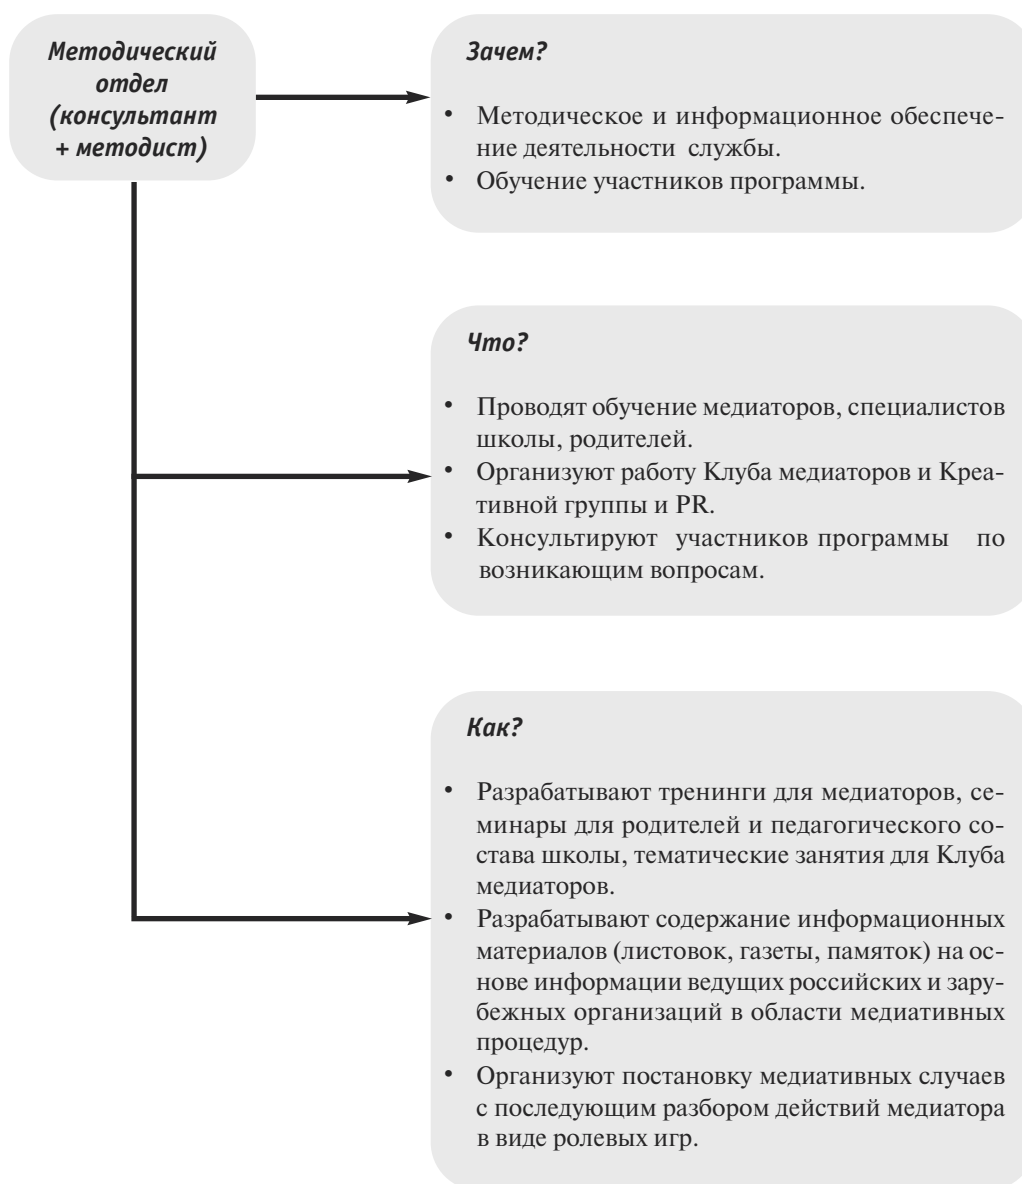 Методический
отдел
(консультант
+ методист)
Зачем?
• Методическое и информационное обеспече-
ние деятельности службы.
• Обучение участников программы.
Что?
• Проводят обучение медиаторов, специалистов
школы, родителей.
• Организуют работу Клуба медиаторов и Креа-
тивной группы и PR.
• Консультируют участников программы по
возникающим вопросам.
Как?
• Разрабатывают тренинги для медиаторов, се-
минары для родителей и педагогического со-
става школы, тематические занятия для Клуба
медиаторов.
• Разрабатывают содержание информационных
материалов (листовок, газеты, памяток) на ос-
нове информации ведущих российских и зару-
бежных организаций в области медиативных
процедур.
• Организуют постановку медиативных случаев
с последующим разбором действий медиатора
в виде ролевых игр.